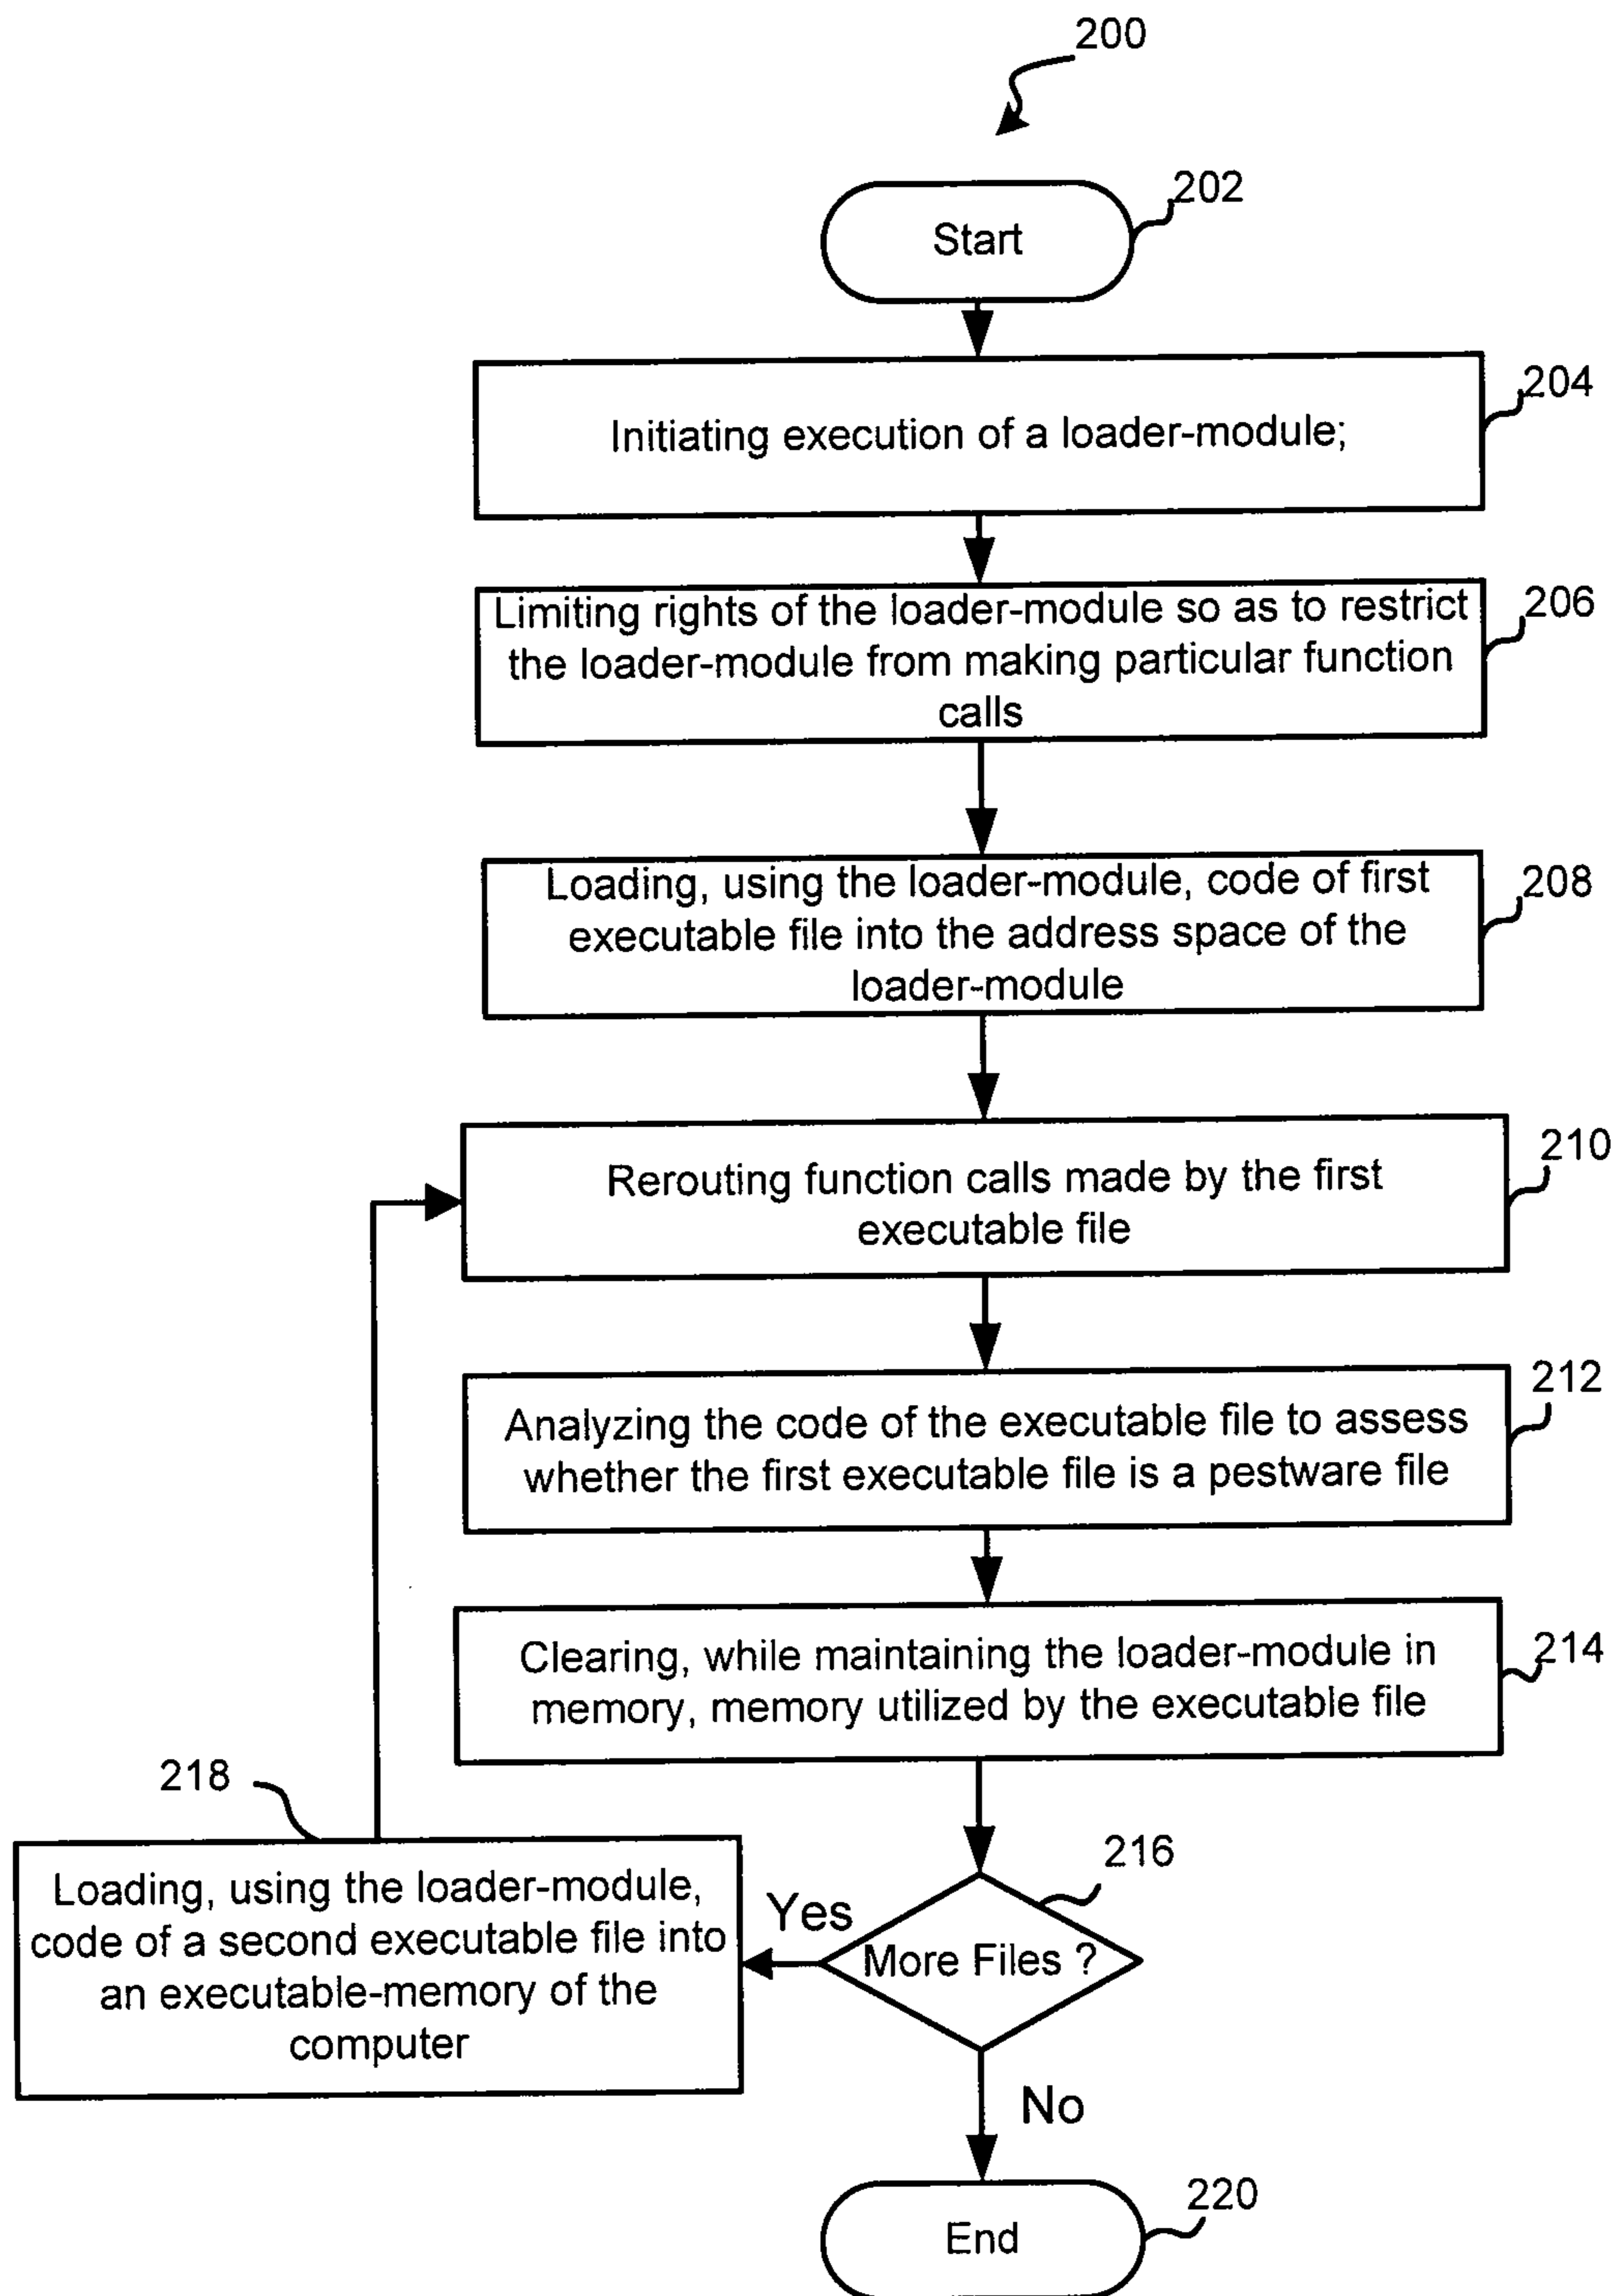 200
202
Start
204
Initiating execution of a loader-module;
206
Limiting rights of the loader-module so as to restrict
the loader-module from making particular function
calls
208
Loading, using the loader-module, code of first
executable file into the address space of the
loader-module
210
Rerouting function calls made by the first
executable file
212
Analyzing the code of the executable file to assess
whether the first executable file is a pestware file
214
Clearing, while maintaining the loader-module in
memory, memory utilized by the executable file
216
More Files ?
Yes
218
Loading, using the loader-module,
code of a second executable file into
an executable-memory of the
computer
No
220
End